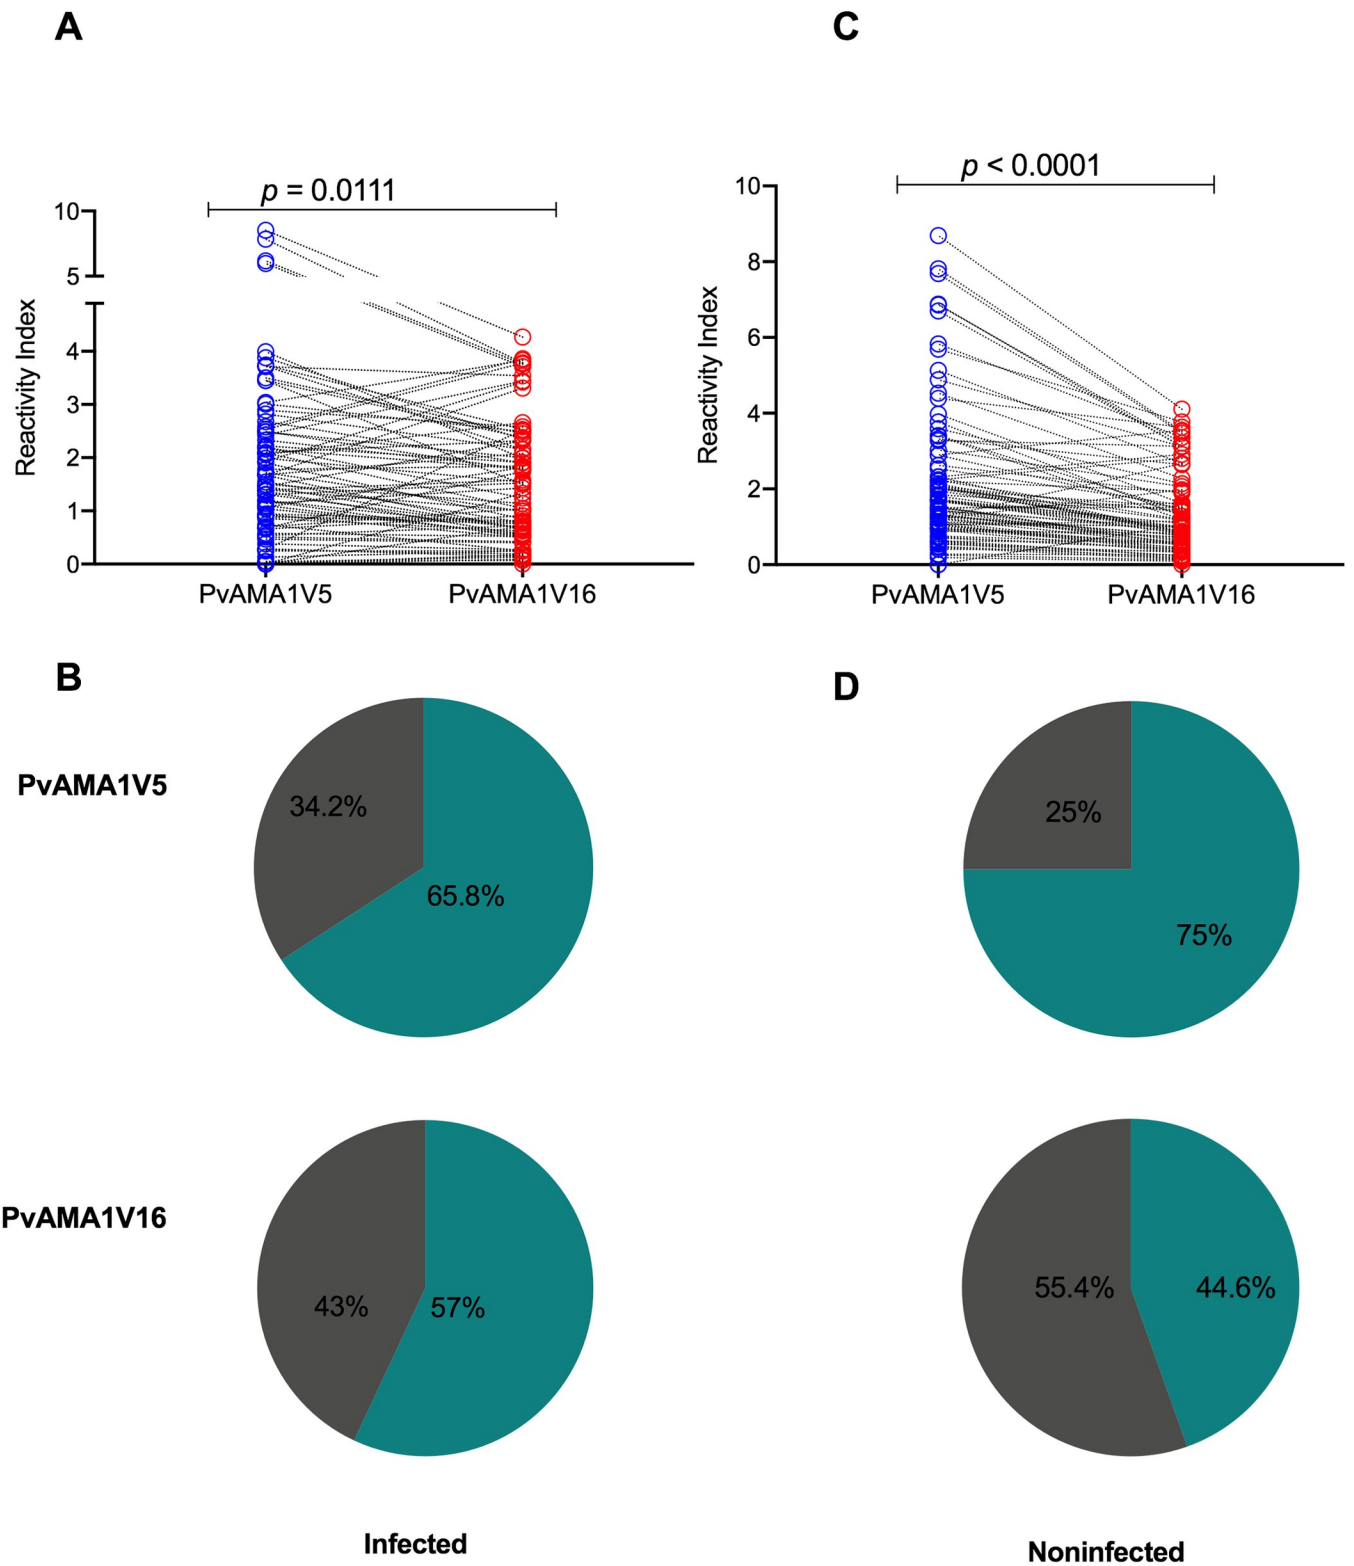 A
p = 0.0111
10
5
4
3
2
1
0
Reactivity Index
PvAMA1V5
PvAMA1V16
C
p < 0.0001
10
8
6
4
2
0
Reactivity Index
PvAMA1V5
PvAMA1V16
B
PvAMA1V5
34.2%
65.8%
D
25%
75%
PvAMA1V16
43%
57%
55.4%
44.6%
Infected
Noninfected